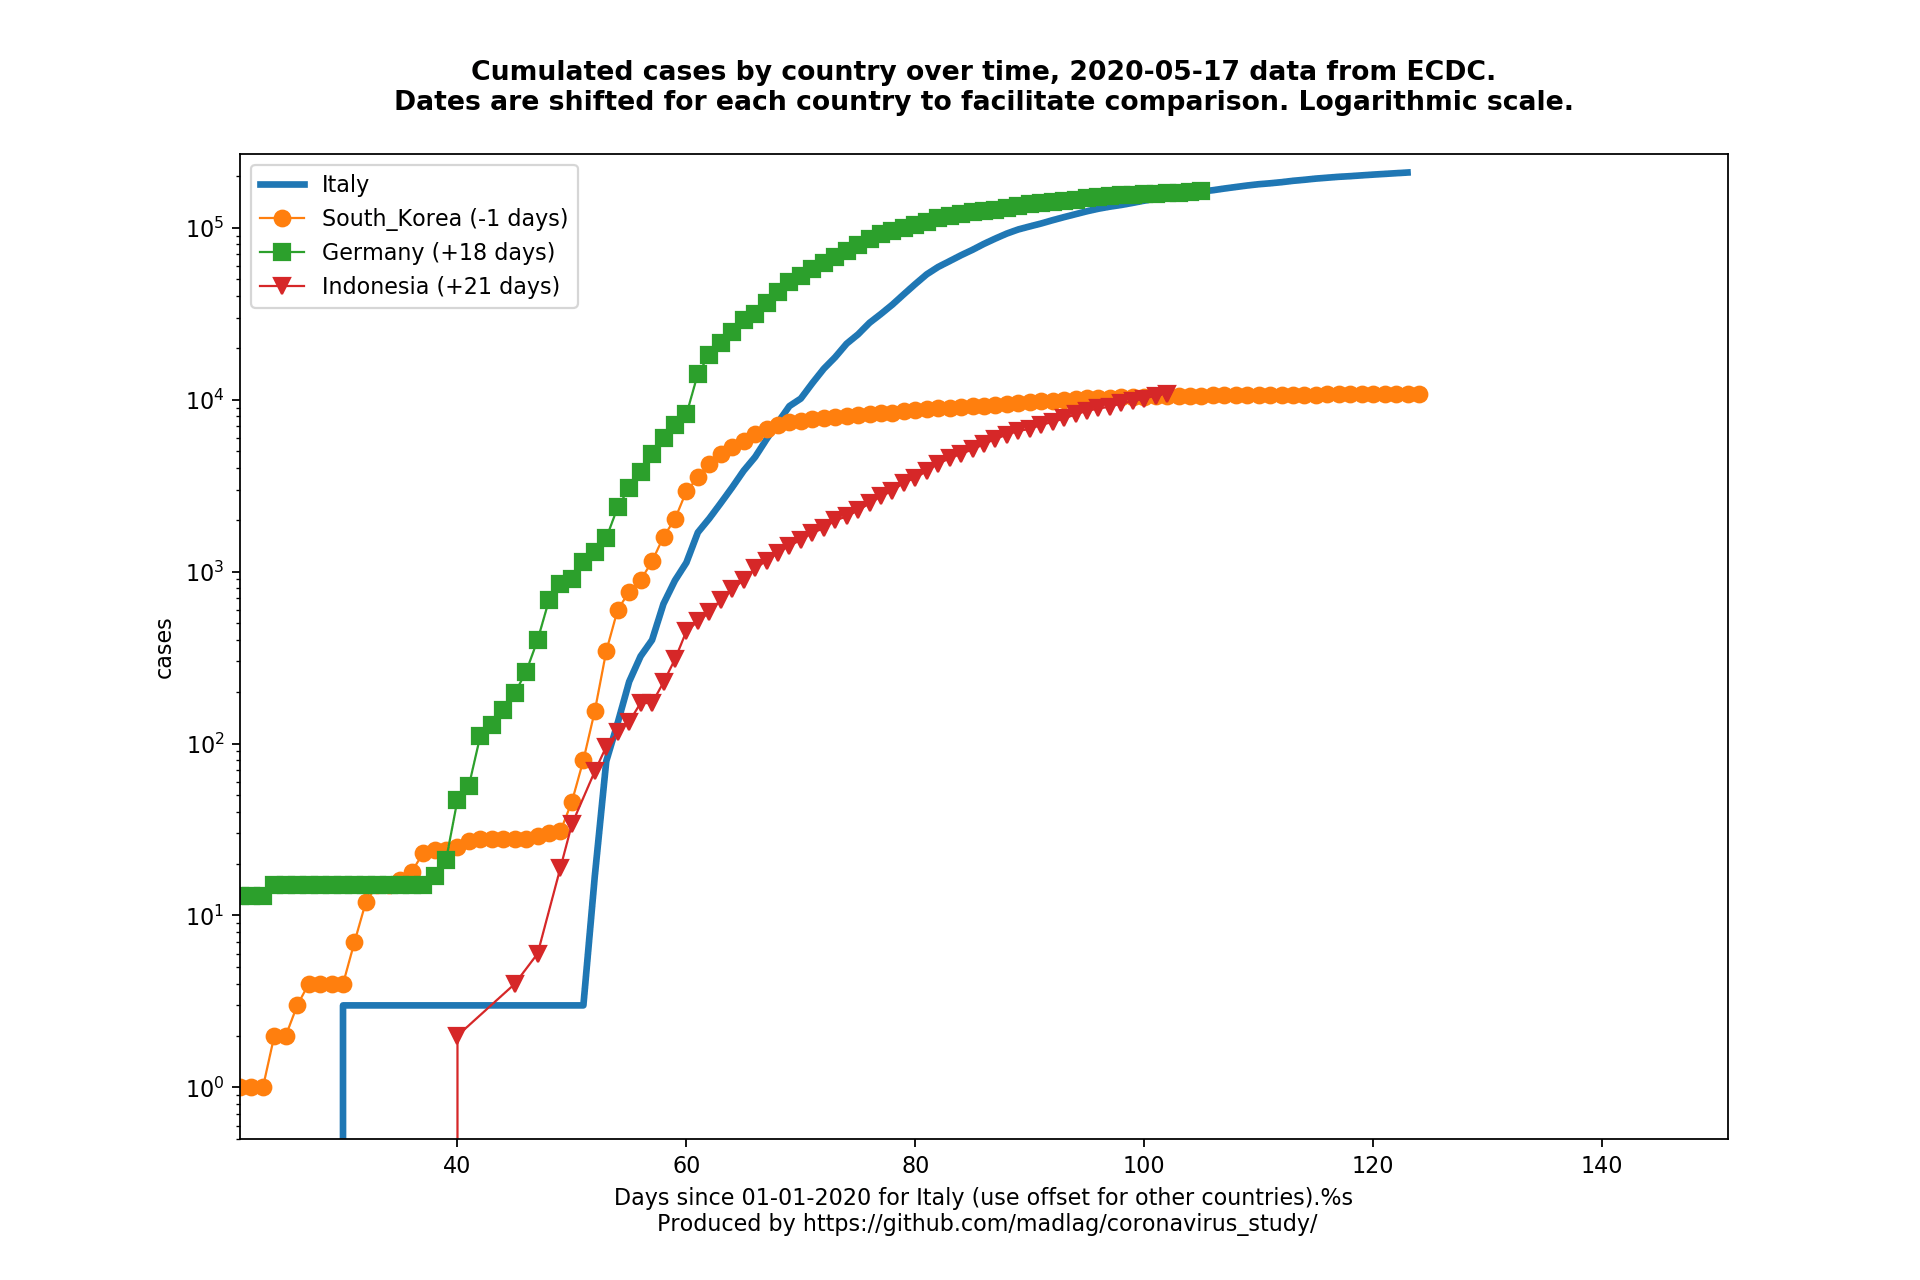 Cumulated cases by country over time, 2020-05-17 data from ECDC.
Dates are shifted for each country to facilitate comparison. Logarithmic scale.
Italy
South_Korea (-1 days)
Germany (+18 days)
Indonesia (+21 days)
10^5
10^4
10^3
10^2
10^1
10^0
cases
40 60 80 100 120 140
Days since 01-01-2020 for Italy (use offset for other countries).%s
Produced by https://github.com/madlag/coronavirus_study/